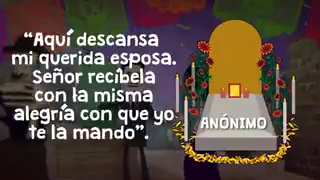 “Aquí descansa
mi querida esposa.
Señor recíbela
con la misma
alegría con que yo
te la mando”.
ANÓNIMO